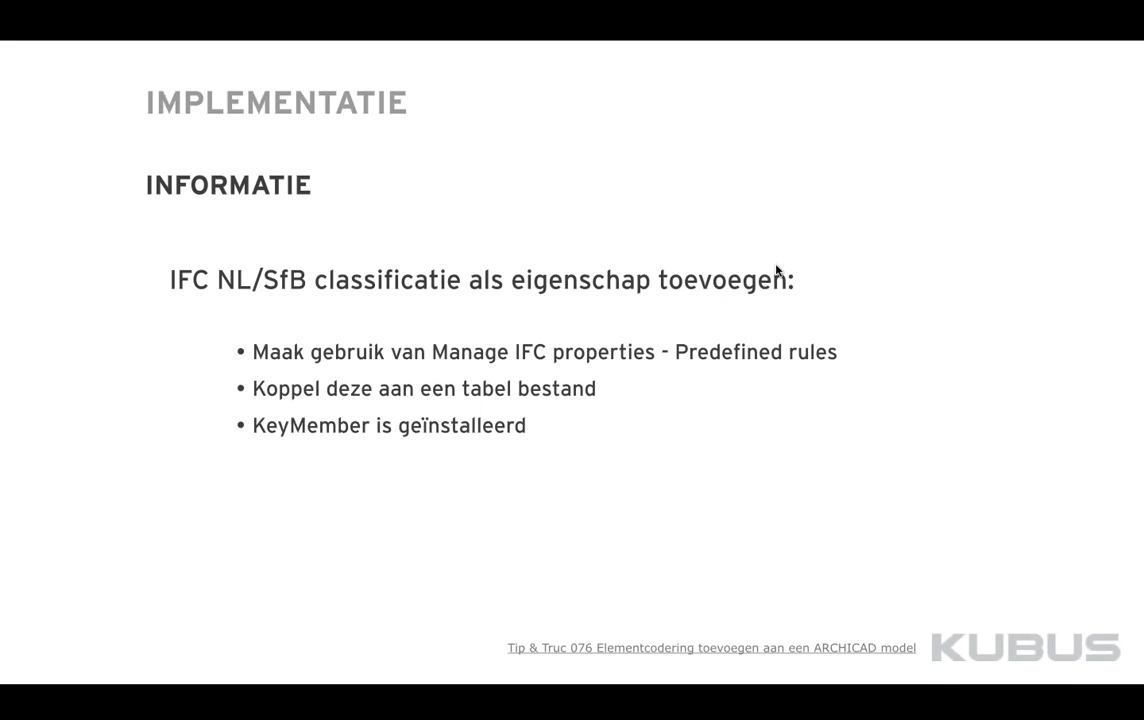 IMPLEMENTATIE
INFORMATIE
IFC NL/SfB classificatie als eigenschap toevoegen:
• Maak gebruik van Manage IFC properties - Predefined rules
• Koppel deze aan een tabel bestand
• KeyMember is geïnstalleerd
Tip & Truc 076 Elementcodering toevoegen aan een ARCHICAD model
KUBUS